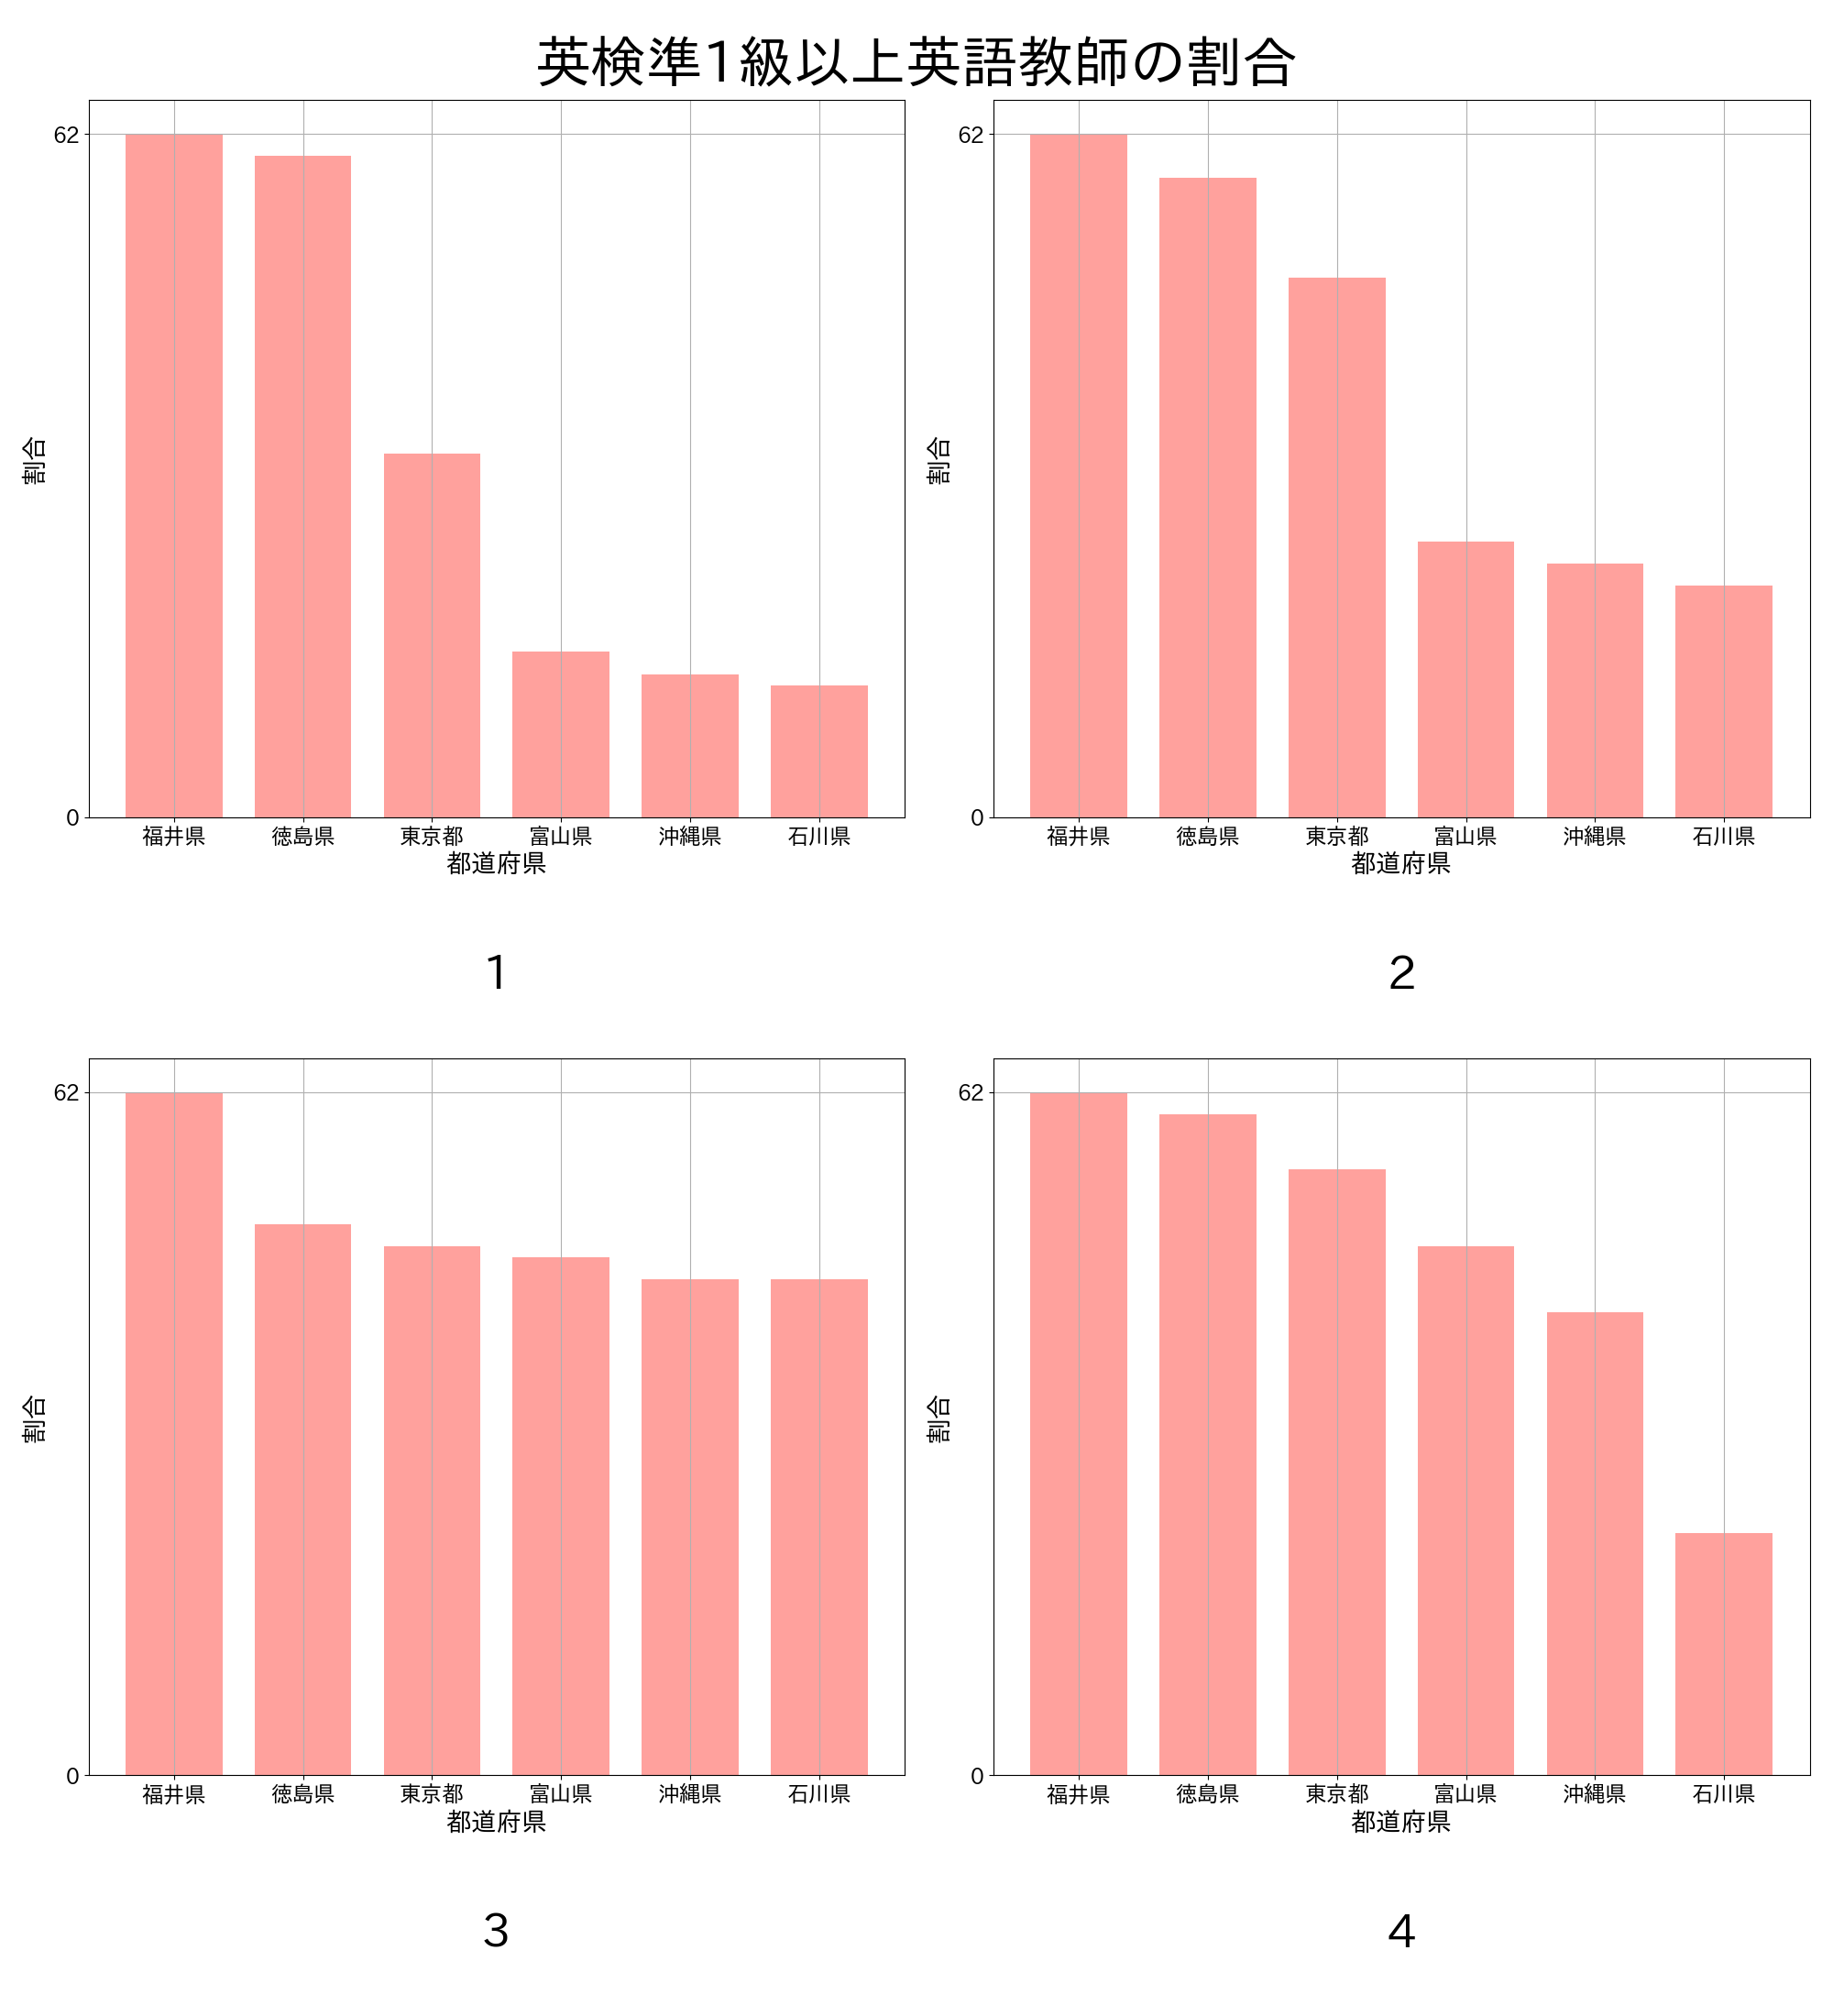 英検準1級以上英語教師の割合
62
0
割合
福井県 徳島県 東京都 富山県 沖縄県 石川県
都道府県
1
62
0
割合
福井県 徳島県 東京都 富山県 沖縄県 石川県
都道府県
2
62
0
割合
福井県 徳島県 東京都 富山県 沖縄県 石川県
都道府県
3
62
0
割合
福井県 徳島県 東京都 富山県 沖縄県 石川県
都道府県
4